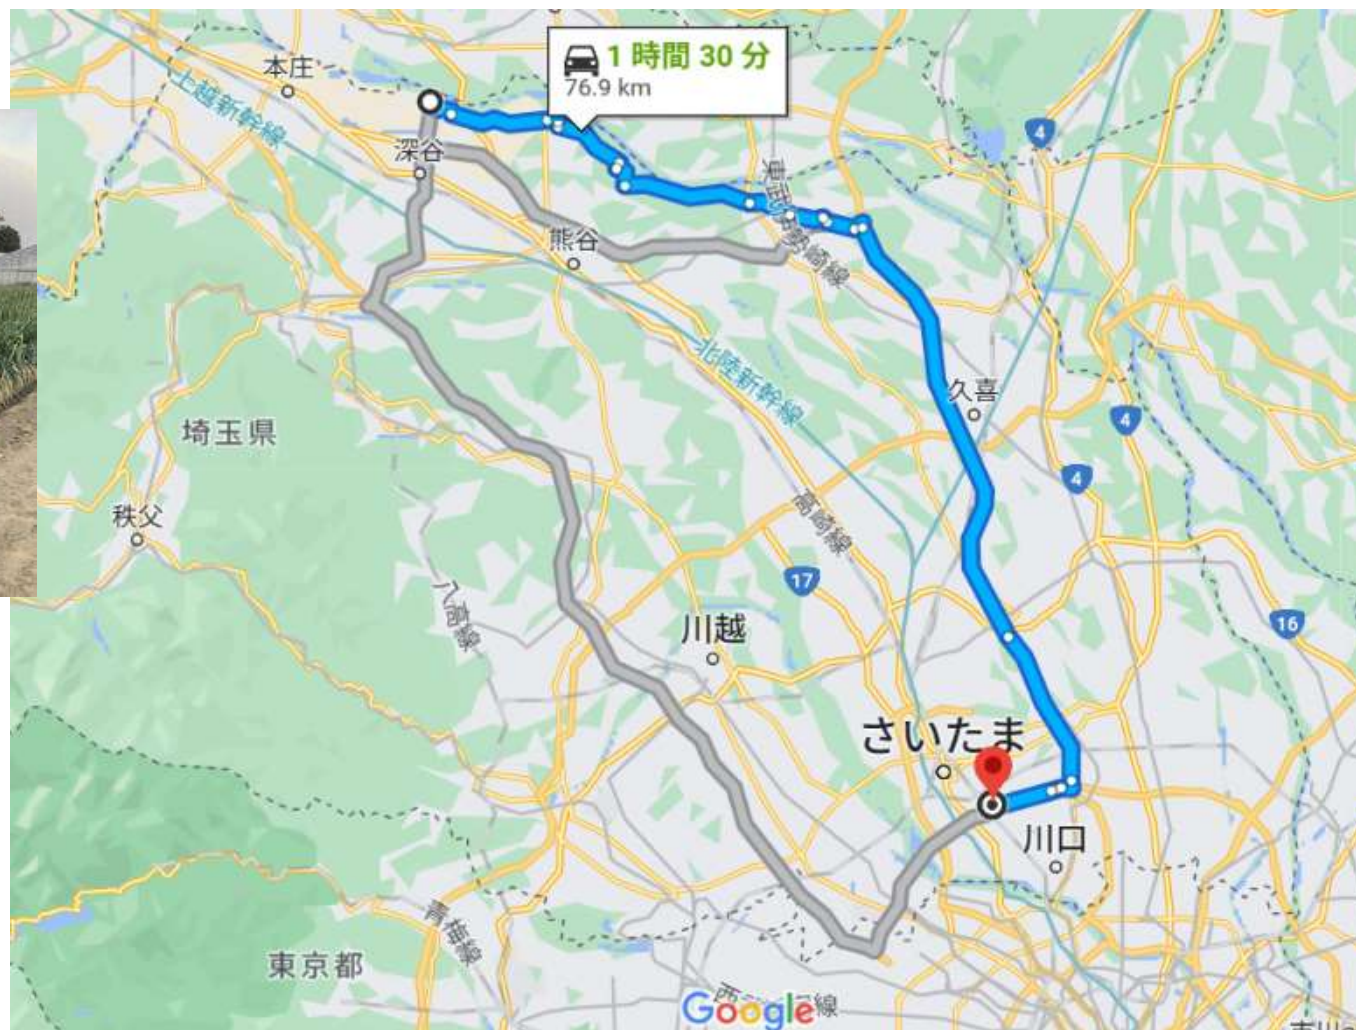 1 時間 30 分
76.9 km
本庄
上越新幹線
深谷
4
東武伊勢崎線
熊谷
北陸新幹線
久喜
4
埼玉県
4
秩父
高崎線
17
八高線
川越
16
さいたま
川口
青梅線
東京都
Google